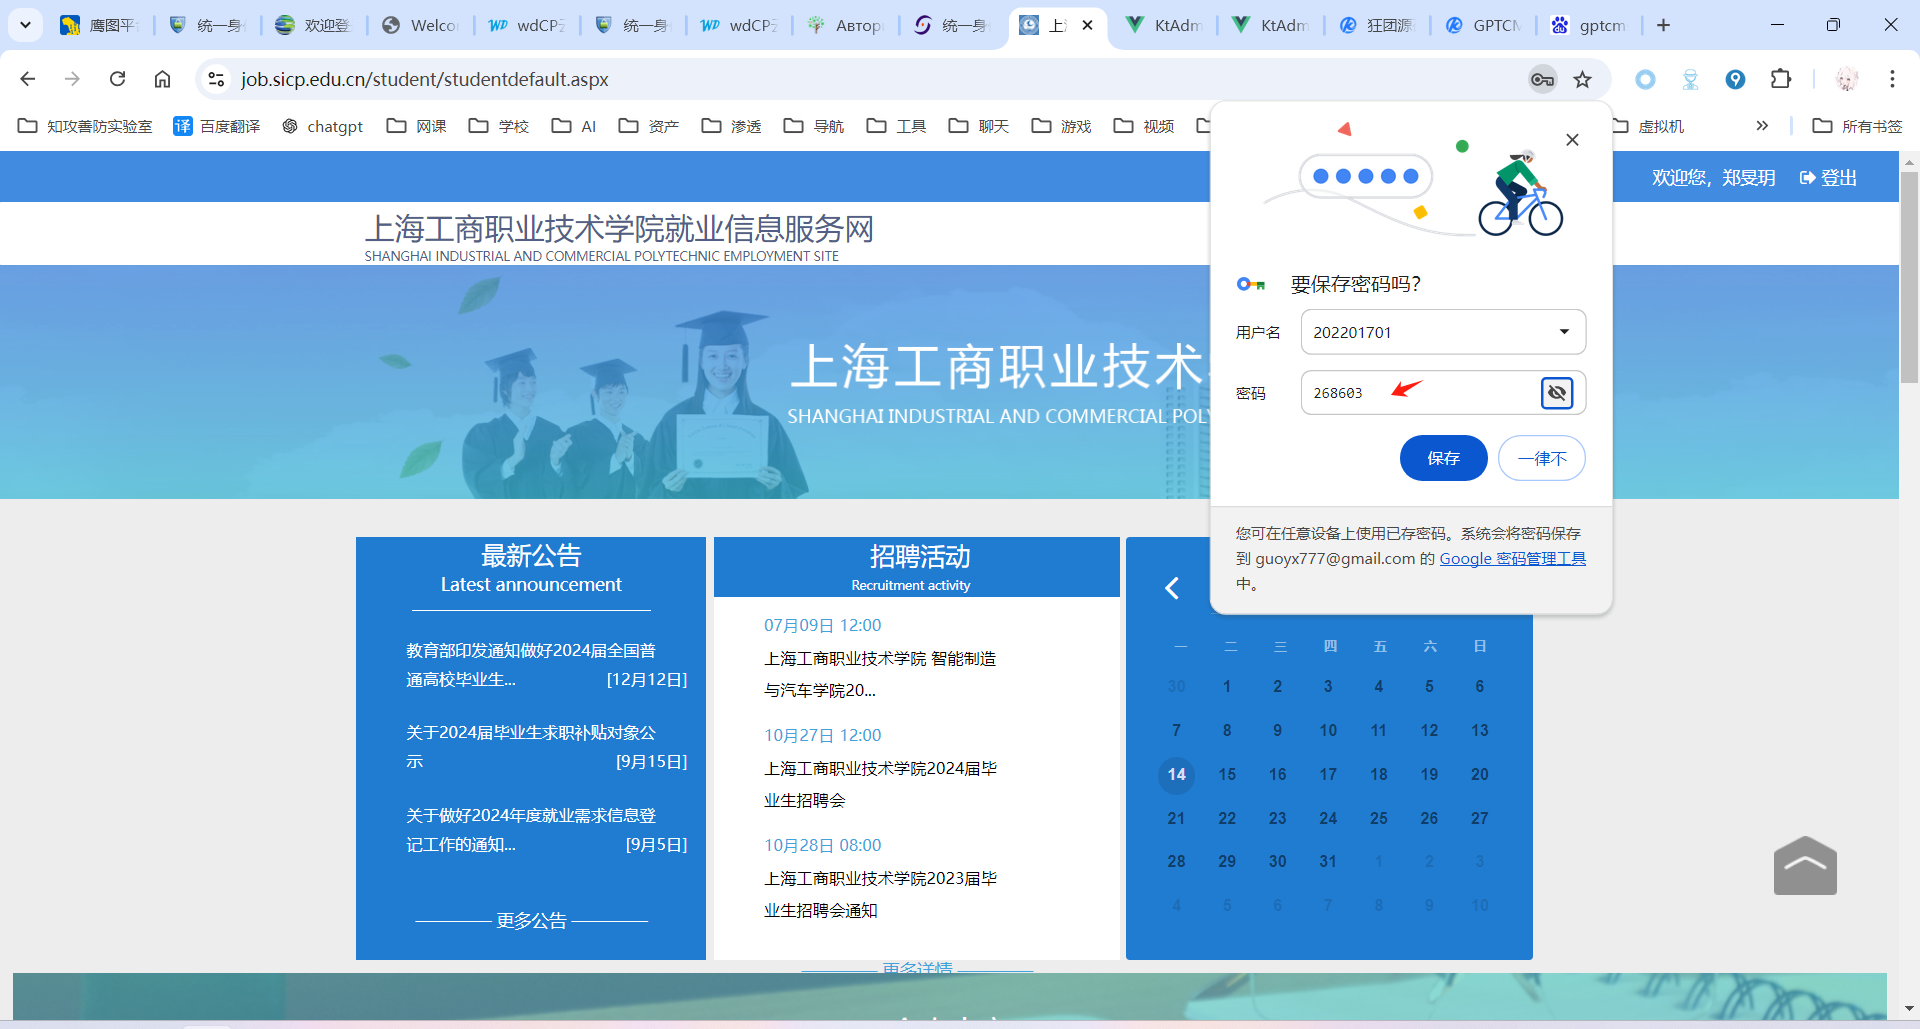 鹰图平
统一身
欢迎登
Welco
wdCP
统一身
wdCP
Автор
统一身
上海
KtAdm
KtAdm
狂团源
GPTCM
gptcm
job.sicp.edu.cn/student/studentdefault.aspx
知攻善防实验室
百度翻译
chatgpt
网课
学校
AI
资产
渗透
导航
工具
聊天
游戏
视频
虚拟机
所有书签
欢迎您，郑旻玥
登出
上海工商职业技术学院就业信息服务网
SHANGHAI INDUSTRIAL AND COMMERCIAL POLYTECHNIC EMPLOYMENT SITE
上海工商职业技术
SHANGHAI INDUSTRIAL AND COMMERCIAL POLY
要保存密码吗？
用户名
202201701
密码
268603
保存
一律不
您可在任意设备上使用已存密码。系统会将密码保存
到 guoyx777@gmail.com 的 Google 密码管理工具
中。
最新公告
Latest announcement
教育部印发通知做好2024届全国普
通高校毕业生... [12月12日]
关于2024届毕业生求职补贴对象公
示 [9月15日]
关于做好2024年度就业需求信息登
记工作的通知... [9月5日]
更多公告
招聘活动
Recruitment activity
07月09日 12:00
上海工商职业技术学院 智能制造
与汽车学院20...
10月27日 12:00
上海工商职业技术学院2024届毕
业生招聘会
10月28日 08:00
上海工商职业技术学院2023届毕
业生招聘会通知
更多详情
一 二 三 四 五 六 日
30 1 2 3 4 5 6
7 8 9 10 11 12 13
14 15 16 17 18 19 20
21 22 23 24 25 26 27
28 29 30 31 1 2 3
4 5 6 7 8 9 10